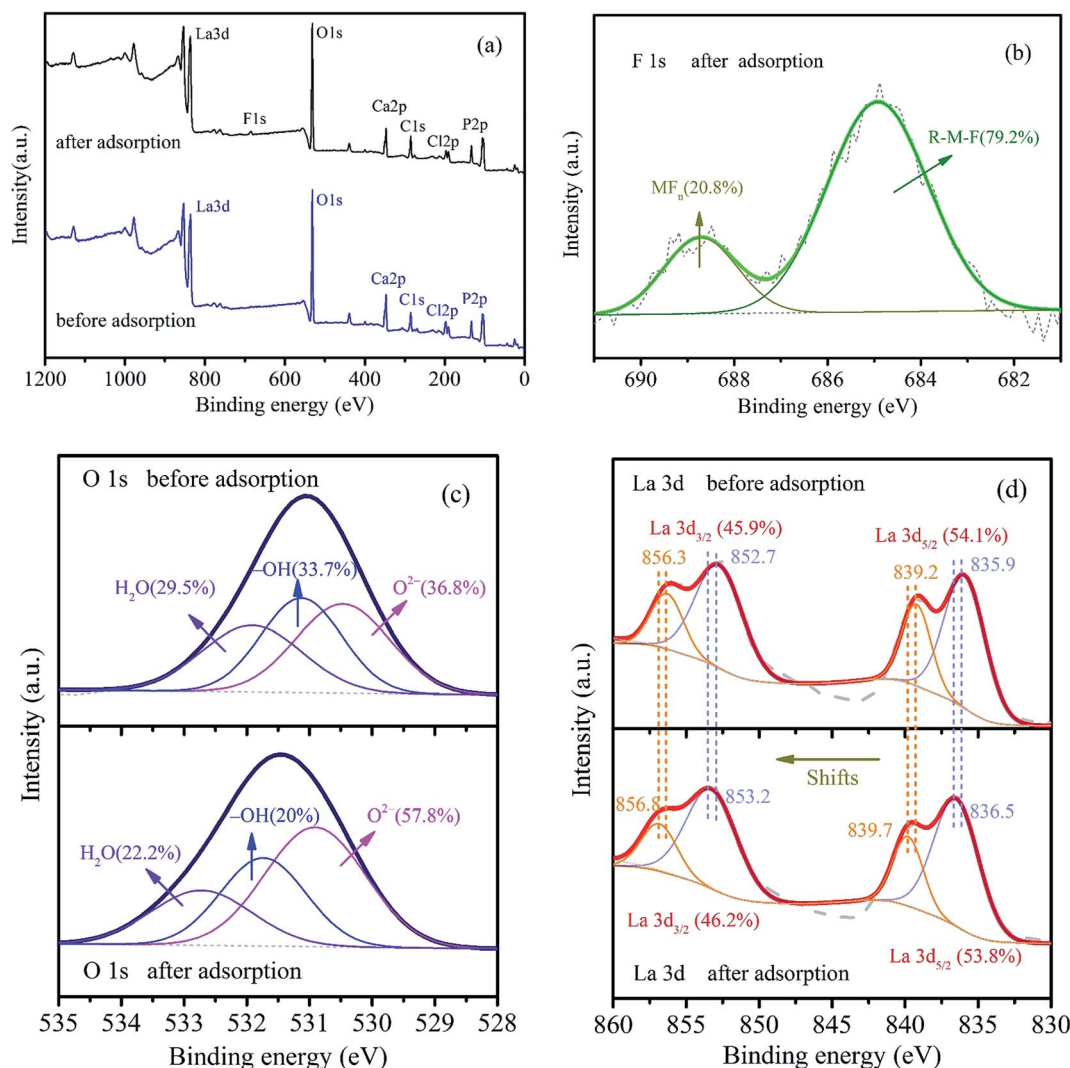 (a)
La3d
O1s
F1s
Ca2p
C1s
Cl2p
P2p
after adsorption
La3d
O1s
Ca2p
C1s
Cl2p
P2p
before adsorption
Intensity(a.u.)
1200 1000 800 600 400 200 0
Binding energy (eV)
(b)
F 1s after adsorption
R-M-F(79.2%)
MFₙ(20.8%)
Intensity (a.u.)
690 688 686 684 682
Binding energy (eV)
O 1s before adsorption
(c)
H₂O(29.5%)
–OH(33.7%)
O²⁻(36.8%)
–OH(20%)
O²⁻(57.8%)
H₂O(22.2%)
O 1s after adsorption
Intensity (a.u.)
Intensity (a.u.)
535 534 533 532 531 530 529 528
Binding energy (eV)
La 3d before adsorption
(d)
La 3d₃/₂ (45.9%)
La 3d₅/₂ (54.1%)
856.3
852.7
839.2
835.9
Shifts
856.8
853.2
839.7
836.5
La 3d₃/₂ (46.2%)
La 3d₅/₂ (53.8%)
La 3d after adsorption
Intensity (a.u.)
860 855 850 845 840 835 830
Binding energy (eV)